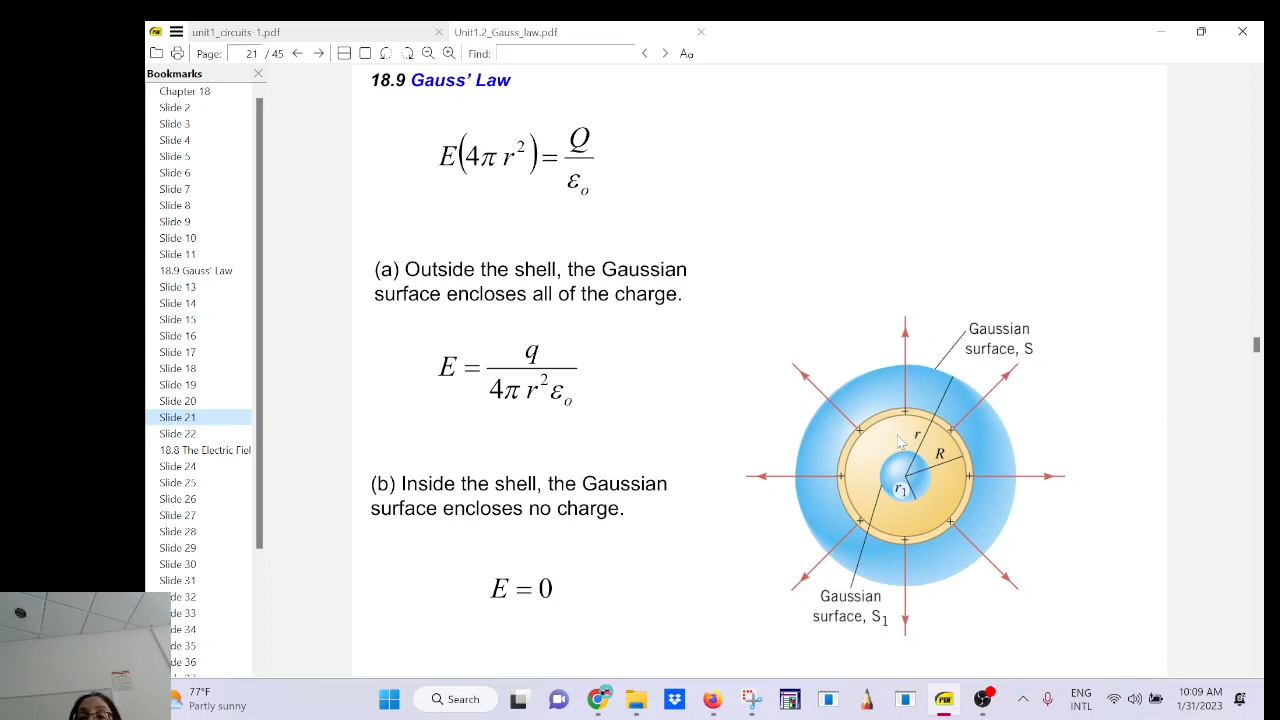 unit1_circuits-1.pdf
Unit1.2_Gauss_law.pdf
Page: 21 / 45
Find:
Aa
Bookmarks
Chapter 18
Slide 2
Slide 3
Slide 4
Slide 5
Slide 6
Slide 7
Slide 8
Slide 9
Slide 10
Slide 11
18.9 Gauss' Law
Slide 13
Slide 14
Slide 15
Slide 16
Slide 17
Slide 18
Slide 19
Slide 20
Slide 21
Slide 22
18.8 The Electric Fiel
Slide 24
Slide 25
Slide 26
Slide 27
Slide 28
Slide 29
Slide 30
Slide 31
32
33
34
35
36
18.9 Gauss' Law
E(4π r²) = Q/ε₀
(a) Outside the shell, the Gaussian
surface encloses all of the charge.
E = q/4π r² ε₀
(b) Inside the shell, the Gaussian
surface encloses no charge.
E = 0
Gaussian
surface, S
r
R
r₁
Gaussian
surface, S₁
77°F
Partly sunny
Search
ENG
INTL
10:09 AM
1/31/2023